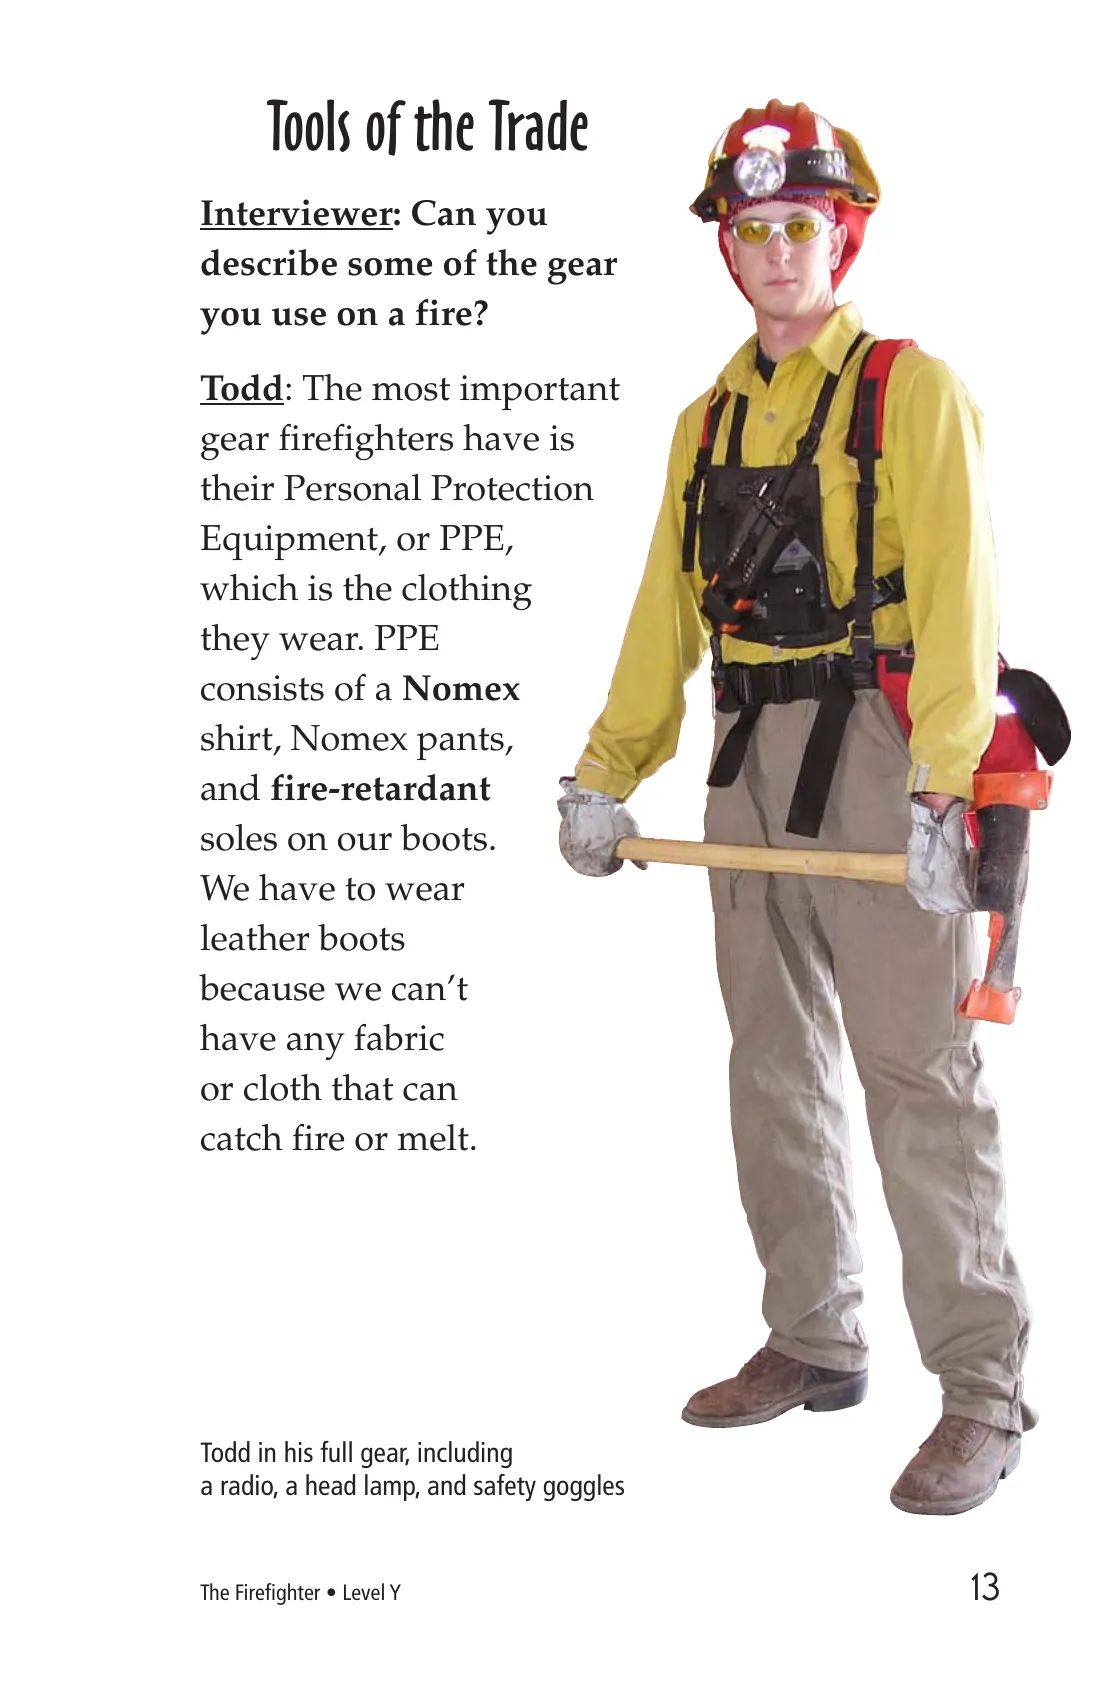 Tools of the Trade
Interviewer: Can you
describe some of the gear
you use on a fire?
Todd: The most important
gear firefighters have is
their Personal Protection
Equipment, or PPE,
which is the clothing
they wear. PPE
consists of a Nomex
shirt, Nomex pants,
and fire-retardant
soles on our boots.
We have to wear
leather boots
because we can’t
have any fabric
or cloth that can
catch fire or melt.
Todd in his full gear, including
a radio, a head lamp, and safety goggles
The Firefighter • Level Y
13